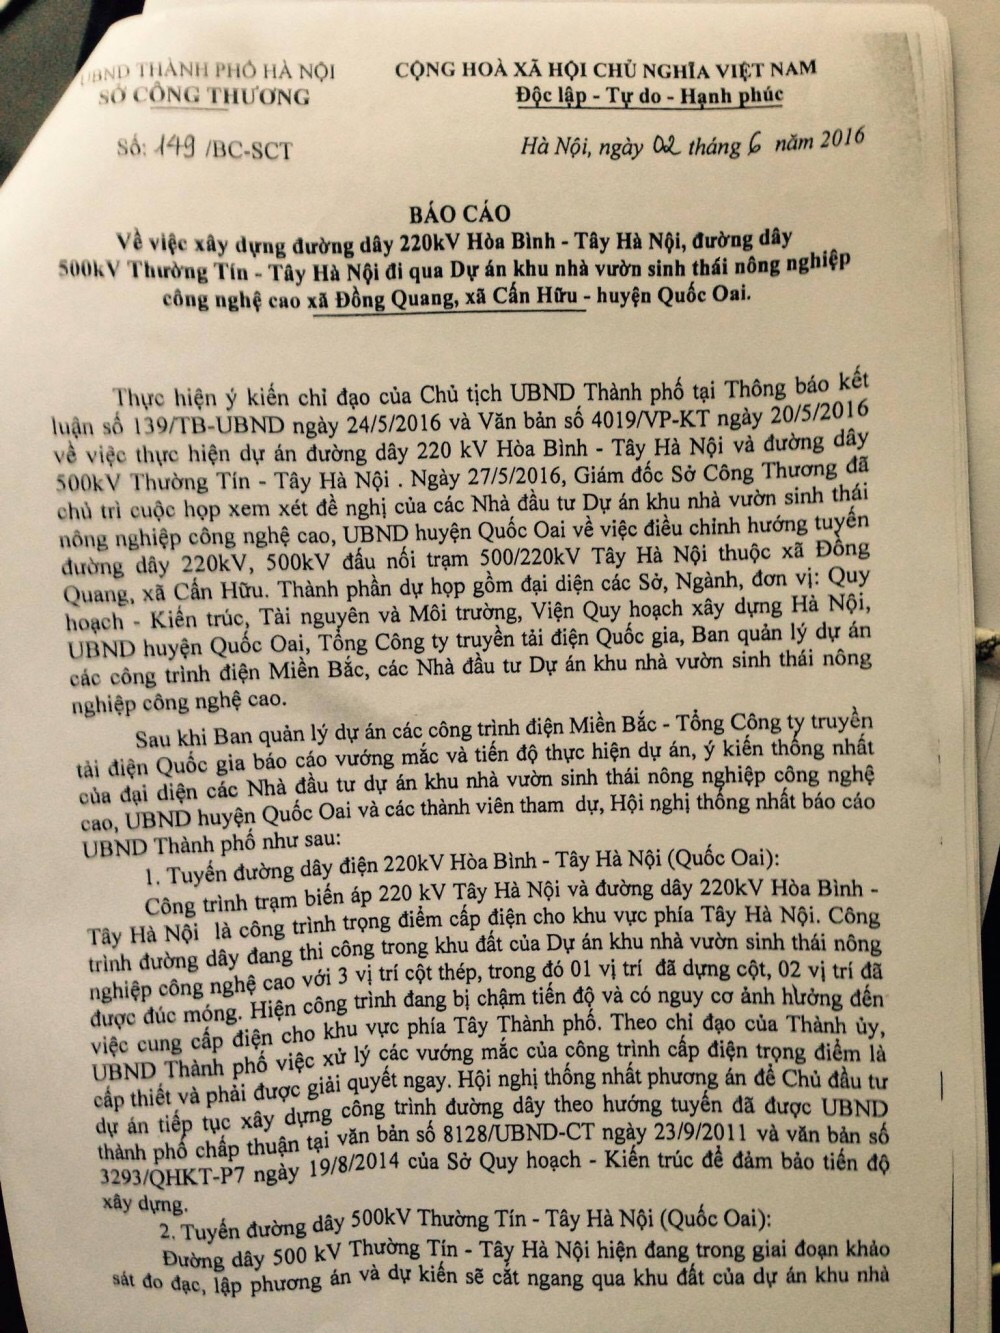 UBND THÀNH PHỐ HÀ NỘI
SỞ CÔNG THƯƠNG
CỘNG HOÀ XÃ HỘI CHỦ NGHĨA VIỆT NAM
Độc lập - Tự do - Hạnh phúc
Số: 149 /BC-SCT
Hà Nội, ngày 02 tháng 6 năm 2016
BÁO CÁO
Về việc xây dựng đường dây 220kV Hòa Bình - Tây Hà Nội, đường dây
500kV Thường Tín - Tây Hà Nội đi qua Dự án khu nhà vườn sinh thái nông nghiệp
công nghệ cao xã Đồng Quang, xã Cấn Hữu - huyện Quốc Oai.
Thực hiện ý kiến chỉ đạo của Chủ tịch UBND Thành phố tại Thông báo kết
luận số 139/TB-UBND ngày 24/5/2016 và Văn bản số 4019/VP-KT ngày 20/5/2016
về việc thực hiện dự án đường dây 220 kV Hòa Bình - Tây Hà Nội và đường dây
500kV Thường Tín - Tây Hà Nội . Ngày 27/5/2016, Giám đốc Sở Công Thương đã
chủ trì cuộc họp xem xét đề nghị của các Nhà đầu tư Dự án khu nhà vườn sinh thái
nông nghiệp công nghệ cao, UBND huyện Quốc Oai về việc điều chỉnh hướng tuyến
đường dây 220kV, 500kV đấu nối trạm 500/220kV Tây Hà Nội thuộc xã Đồng
Quang, xã Cấn Hữu. Thành phần dự họp gồm đại diện các Sở, Ngành, đơn vị: Quy
hoạch - Kiến trúc, Tài nguyên và Môi trường, Viện Quy hoạch xây dựng Hà Nội,
UBND huyện Quốc Oai, Tổng Công ty truyền tải điện Quốc gia, Ban quản lý dự án
các công trình điện Miền Bắc, các Nhà đầu tư Dự án khu nhà vườn sinh thái nông
nghiệp công nghệ cao.
Sau khi Ban quản lý dự án các công trình điện Miền Bắc - Tổng Công ty truyền
tải điện Quốc gia báo cáo vướng mắc và tiến độ thực hiện dự án, ý kiến thống nhất
của đại diện các Nhà đầu tư dự án khu nhà vườn sinh thái nông nghiệp công nghệ
cao, UBND huyện Quốc Oai và các thành viên tham dự, Hội nghị thống nhất báo cáo
UBND Thành phố như sau:
1. Tuyến đường dây điện 220kV Hòa Bình - Tây Hà Nội (Quốc Oai):
Công trình trạm biến áp 220 kV Tây Hà Nội và đường dây 220kV Hòa Bình -
Tây Hà Nội là công trình trọng điểm cấp điện cho khu vực phía Tây Hà Nội. Công
trình đường dây đang thi công trong khu đất của Dự án khu nhà vườn sinh thái nông
nghiệp công nghệ cao với 3 vị trí cột thép, trong đó 01 vị trí đã dựng cột, 02 vị trí đã
được đúc móng. Hiện công trình đang bị chậm tiến độ và có nguy cơ ảnh hưởng đến
việc cung cấp điện cho khu vực phía Tây Thành phố. Theo chỉ đạo của Thành ủy,
UBND Thành phố việc xử lý các vướng mắc của công trình cấp điện trọng điểm là
cấp thiết và phải được giải quyết ngay. Hội nghị thống nhất phương án để Chủ đầu tư
dự án tiếp tục xây dựng công trình đường dây theo hướng tuyến đã được UBND
thành phố chấp thuận tại văn bản số 8128/UBND-CT ngày 23/9/2011 và văn bản số
3293/QHKT-P7 ngày 19/8/2014 của Sở Quy hoạch - Kiến trúc để đảm bảo tiến độ
xây dựng.
2. Tuyến đường dây 500kV Thường Tín - Tây Hà Nội (Quốc Oai):
Đường dây 500 kV Thường Tín - Tây Hà Nội hiện đang trong giai đoạn khảo
sát đo đạc, lập phương án và dự kiến sẽ cắt ngang qua khu đất của dự án khu nhà